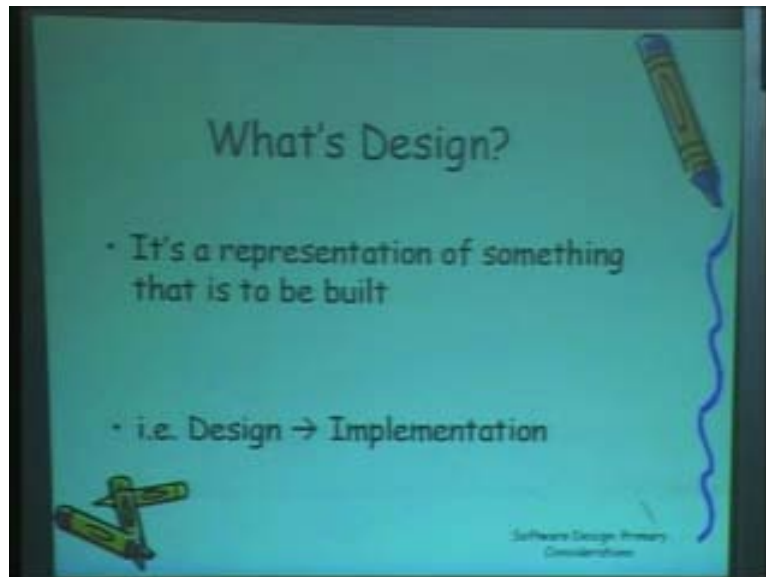 What's Design?
· It's a representation of something
that is to be built
· i.e. Design → Implementation
Software Design: Primary
Considerations